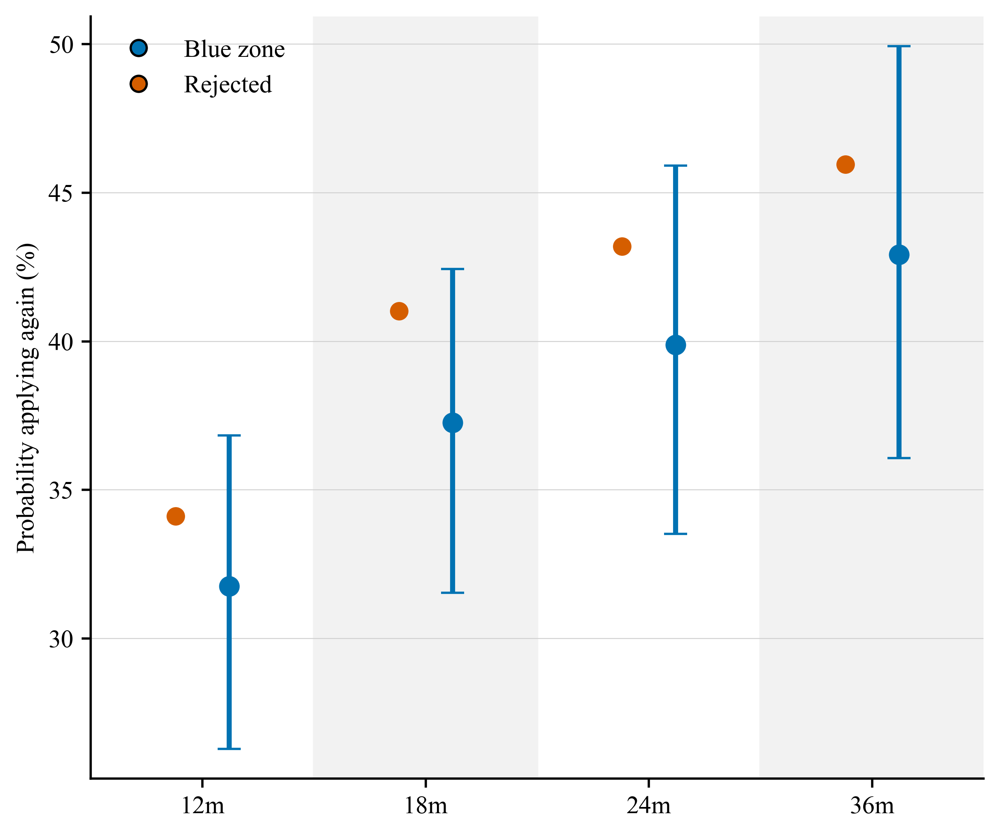 Blue zone
Rejected
Probability applying again (%)
50
45
40
35
30
12m
18m
24m
36m